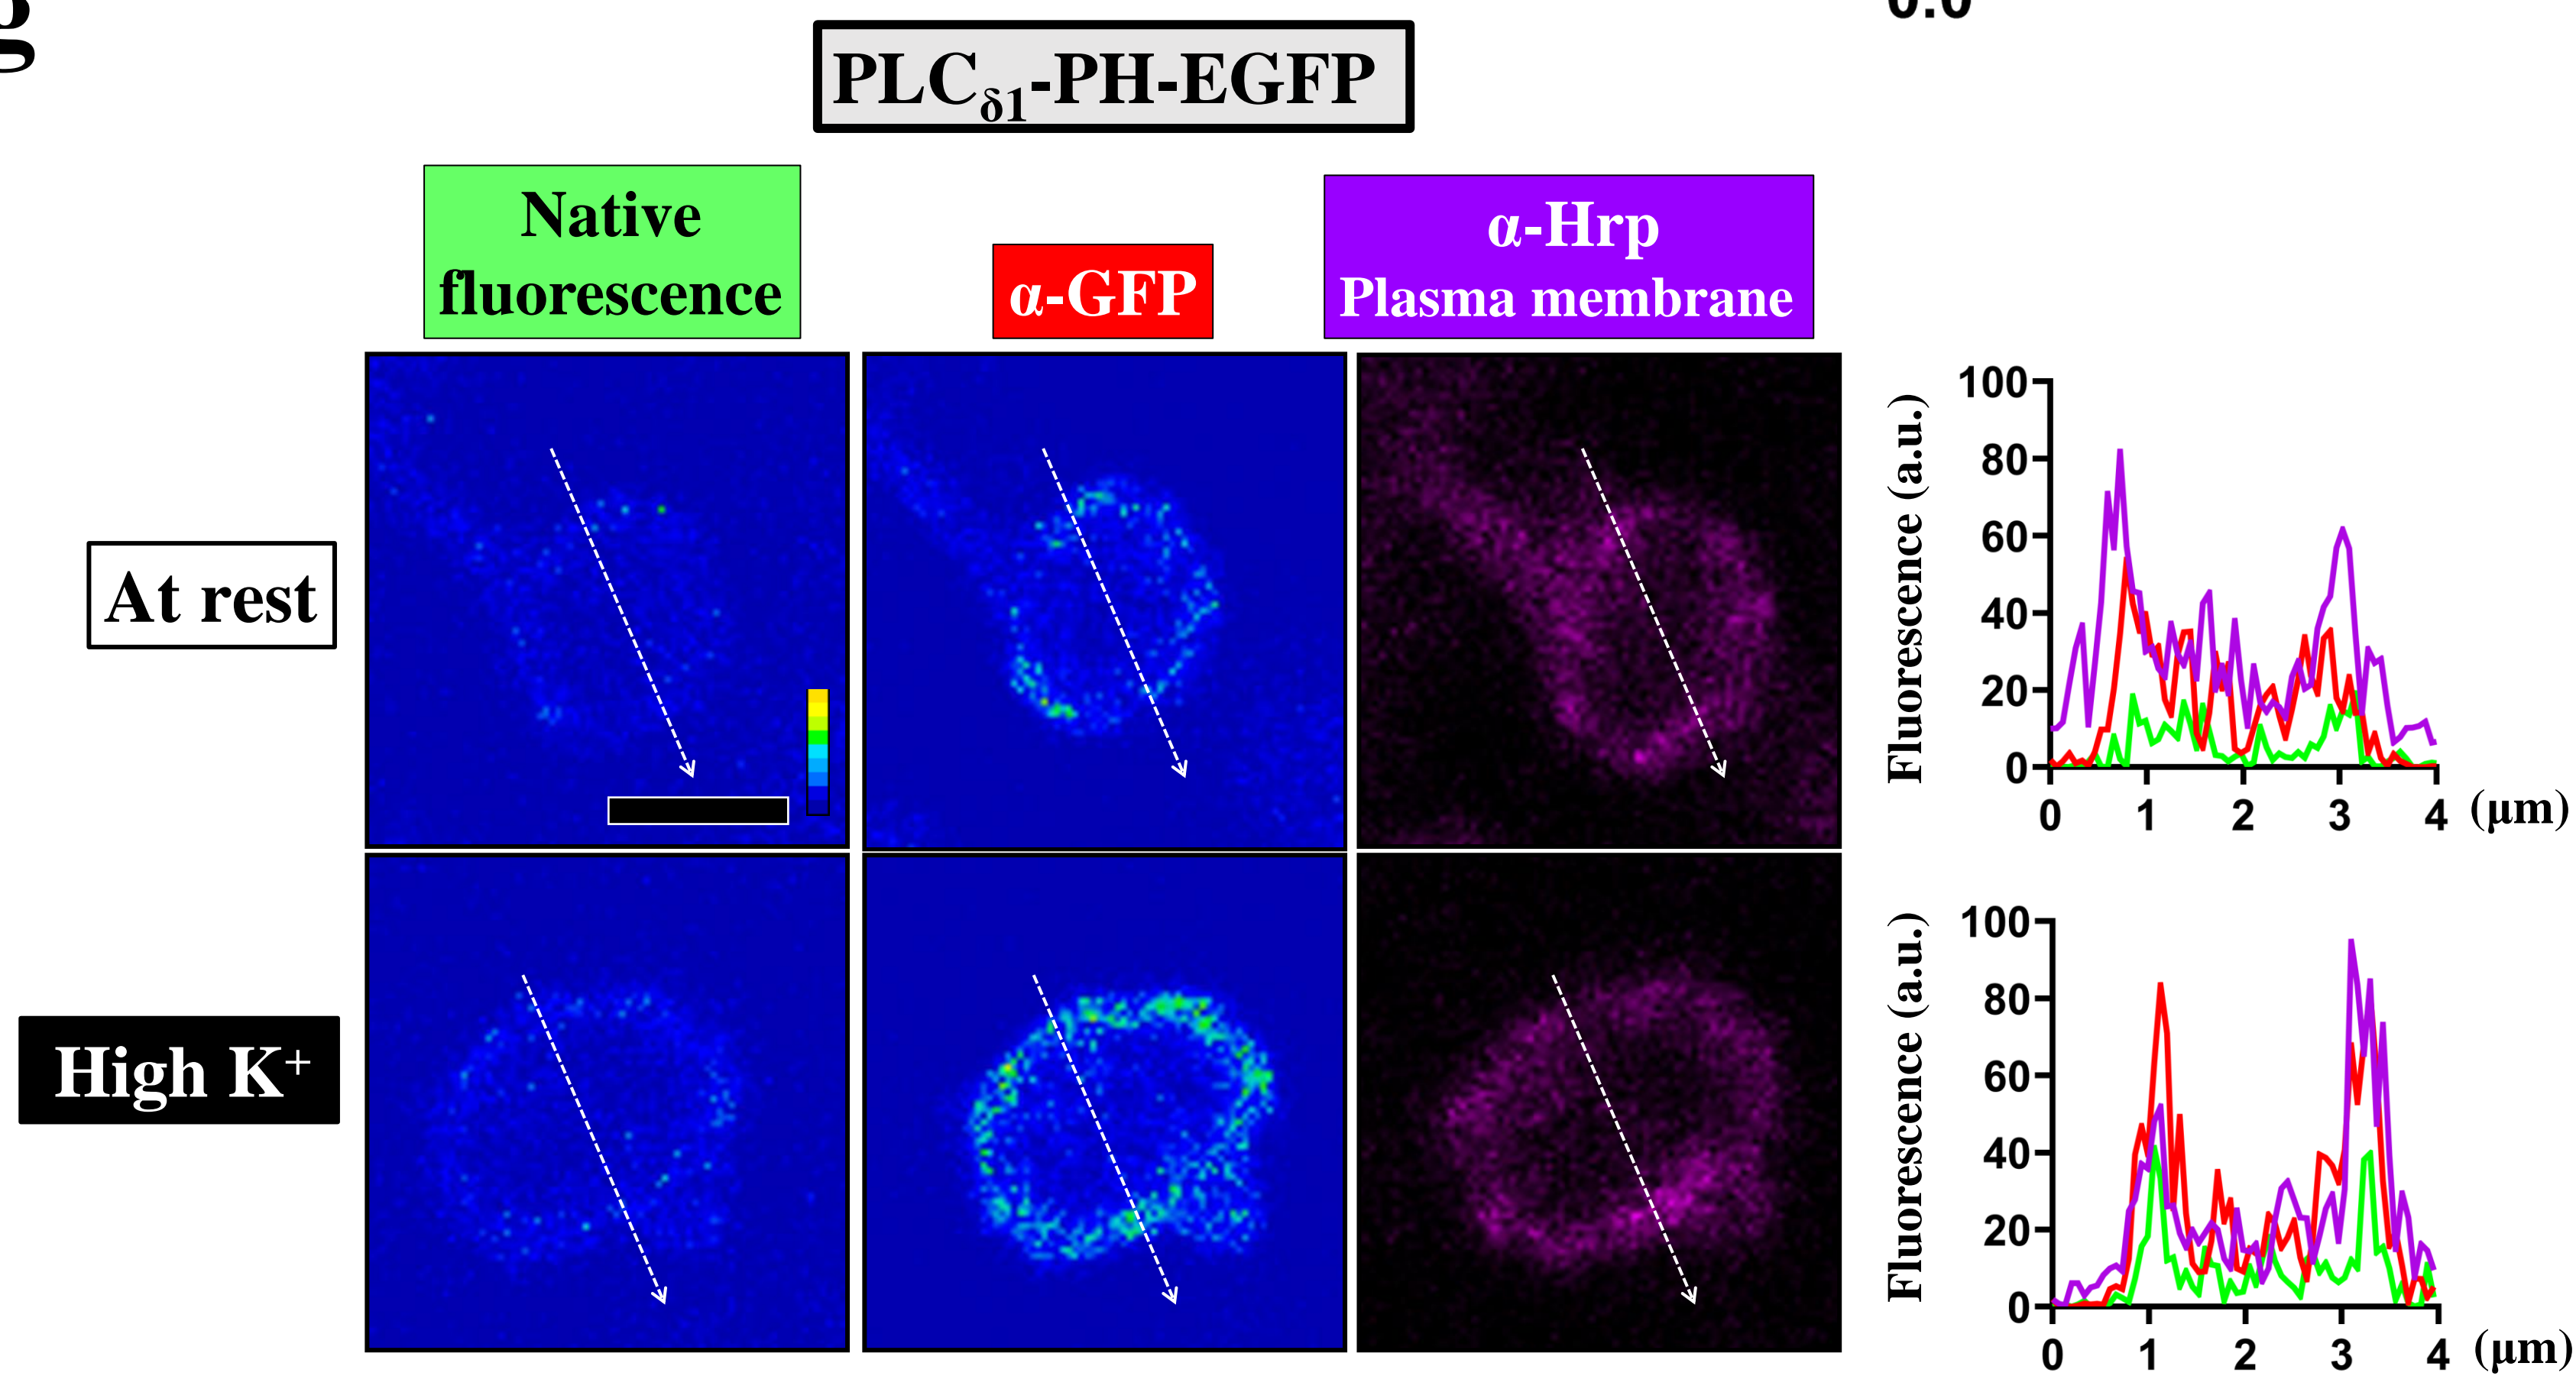 g
0.0
PLCδ1-PH-EGFP
Native
fluorescence
α-GFP
α-Hrp
Plasma membrane
At rest
Fluorescence (a.u.)
100
80
60
40
20
0
0 1 2 3 4 (μm)
High K⁺
Fluorescence (a.u.)
100
80
60
40
20
0
0 1 2 3 4 (μm)